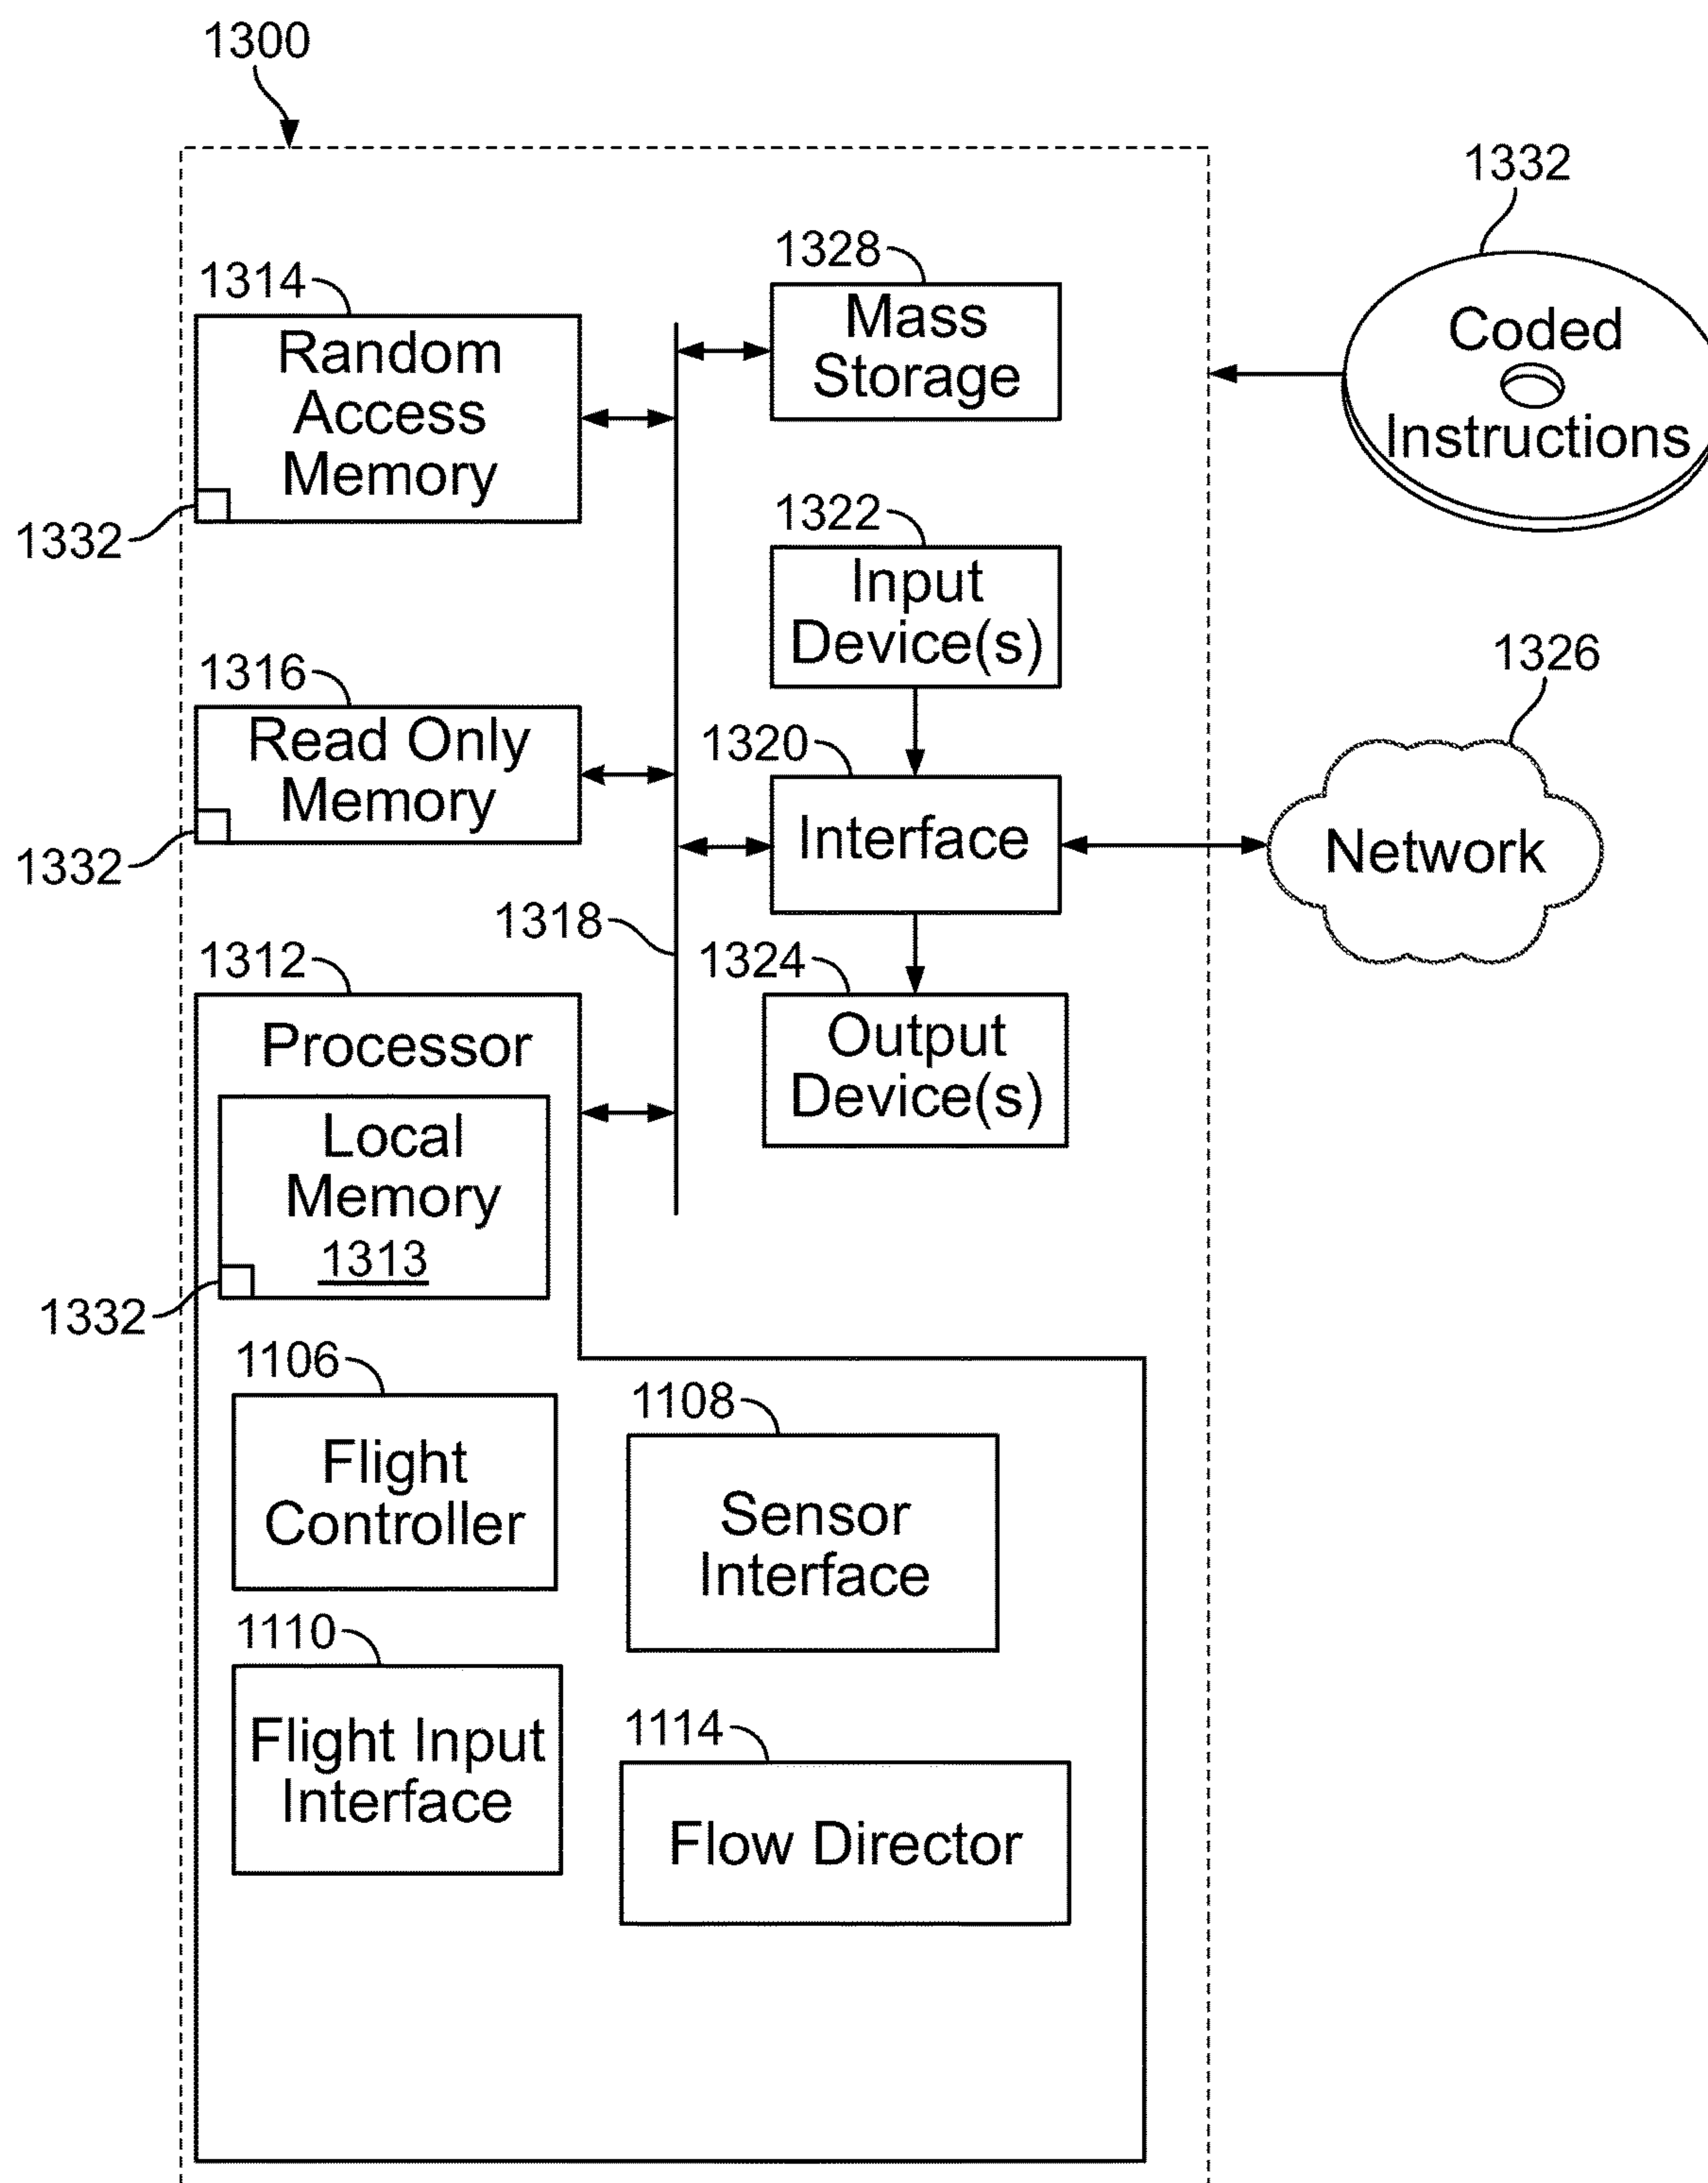 1300
1332
1328
Mass
Storage
1314
Random
Access
Memory
1332
Coded
Instructions
1322
Input
Device(s)
1326
Network
1316
Read Only
Memory
1332
1320
Interface
1318
1324
Output
Device(s)
1312
Processor
Local
Memory
1313
1332
1106
Flight
Controller
1108
Sensor
Interface
1110
Flight Input
Interface
1114
Flow Director